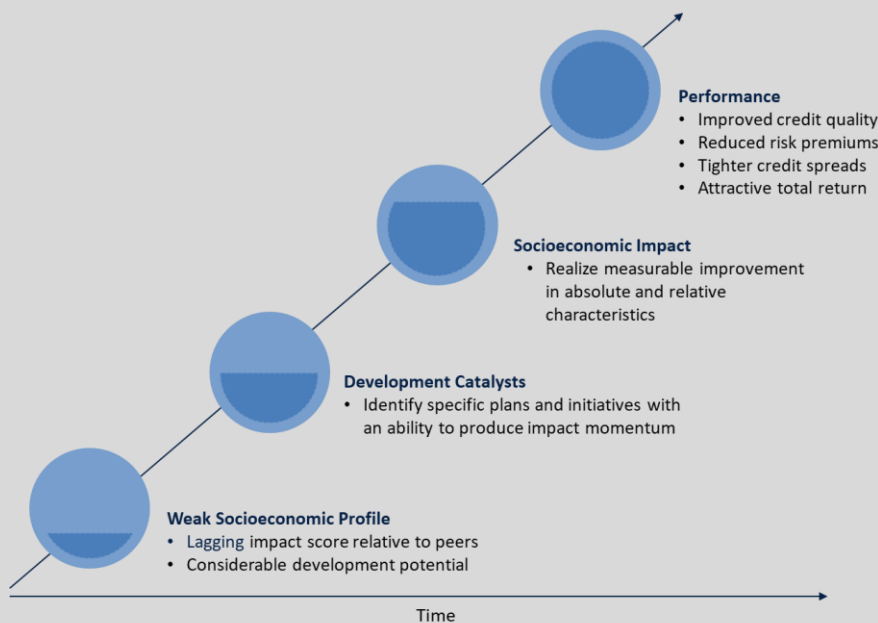 Performance
• Improved credit quality
• Reduced risk premiums
• Tighter credit spreads
• Attractive total return
Socioeconomic Impact
• Realize measurable improvement
in absolute and relative
characteristics
Development Catalysts
• Identify specific plans and initiatives with
an ability to produce impact momentum
Weak Socioeconomic Profile
• Lagging impact score relative to peers
• Considerable development potential
Time